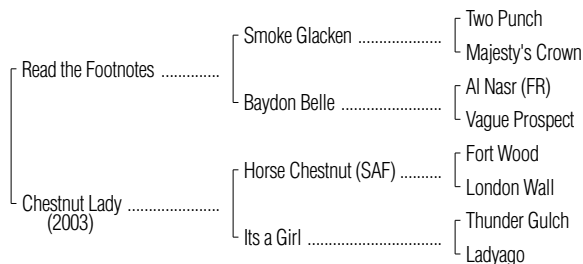 Two Punch
Smoke Glacken ....................
Majesty's Crown
Read the Footnotes .............
Al Nasr (FR)
Baydon Belle ......................
Vague Prospect
Fort Wood
Horse Chestnut (SAF) ..........
London Wall
Chestnut Lady ....................
(2003)
Thunder Gulch
Its a Girl .............................
Ladyago